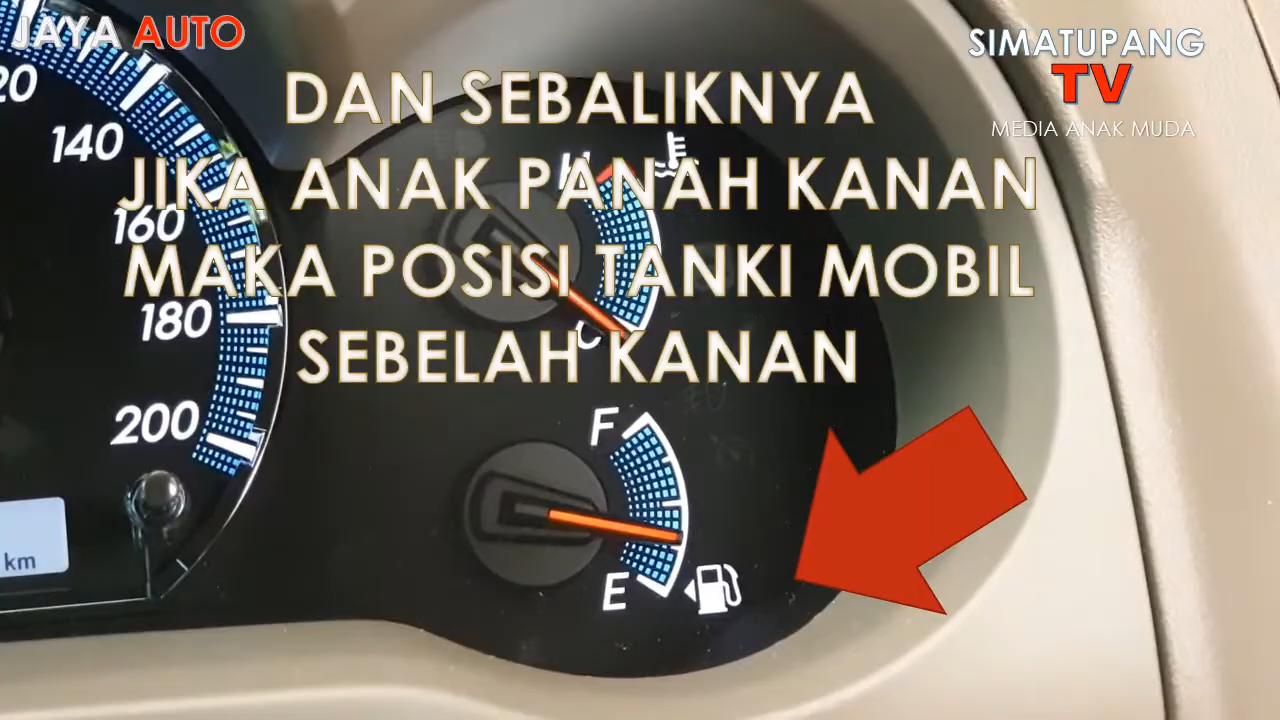 JAYA AUTO
SIMATUPANG
TV
MEDIA ANAK MUDA
DAN SEBALIKNYA
JIKA ANAK PANAH KANAN
MAKA POSISI TANKI MOBIL
SEBELAH KANAN
20
140
160
180
200
km
H
C
F
E